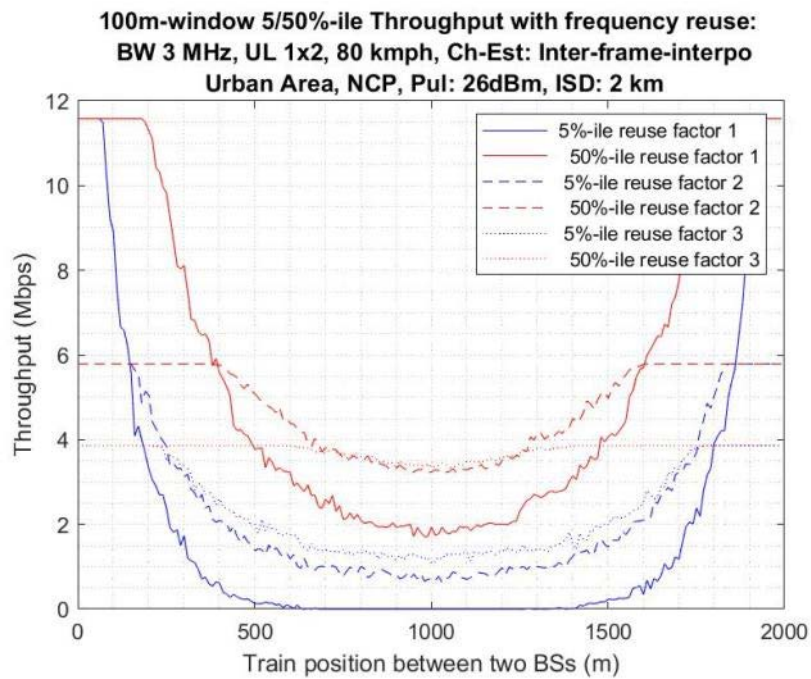 100m-window 5/50%-ile Throughput with frequency reuse:
BW 3 MHz, UL 1x2, 80 kmph, Ch-Est: Inter-frame-interpo
Urban Area, NCP, Pul: 26dBm, ISD: 2 km
12
10
8
6
4
2
0
Throughput (Mbps)
5%-ile reuse factor 1
50%-ile reuse factor 1
5%-ile reuse factor 2
50%-ile reuse factor 2
5%-ile reuse factor 3
50%-ile reuse factor 3
0 500 1000 1500 2000
Train position between two BSs (m)